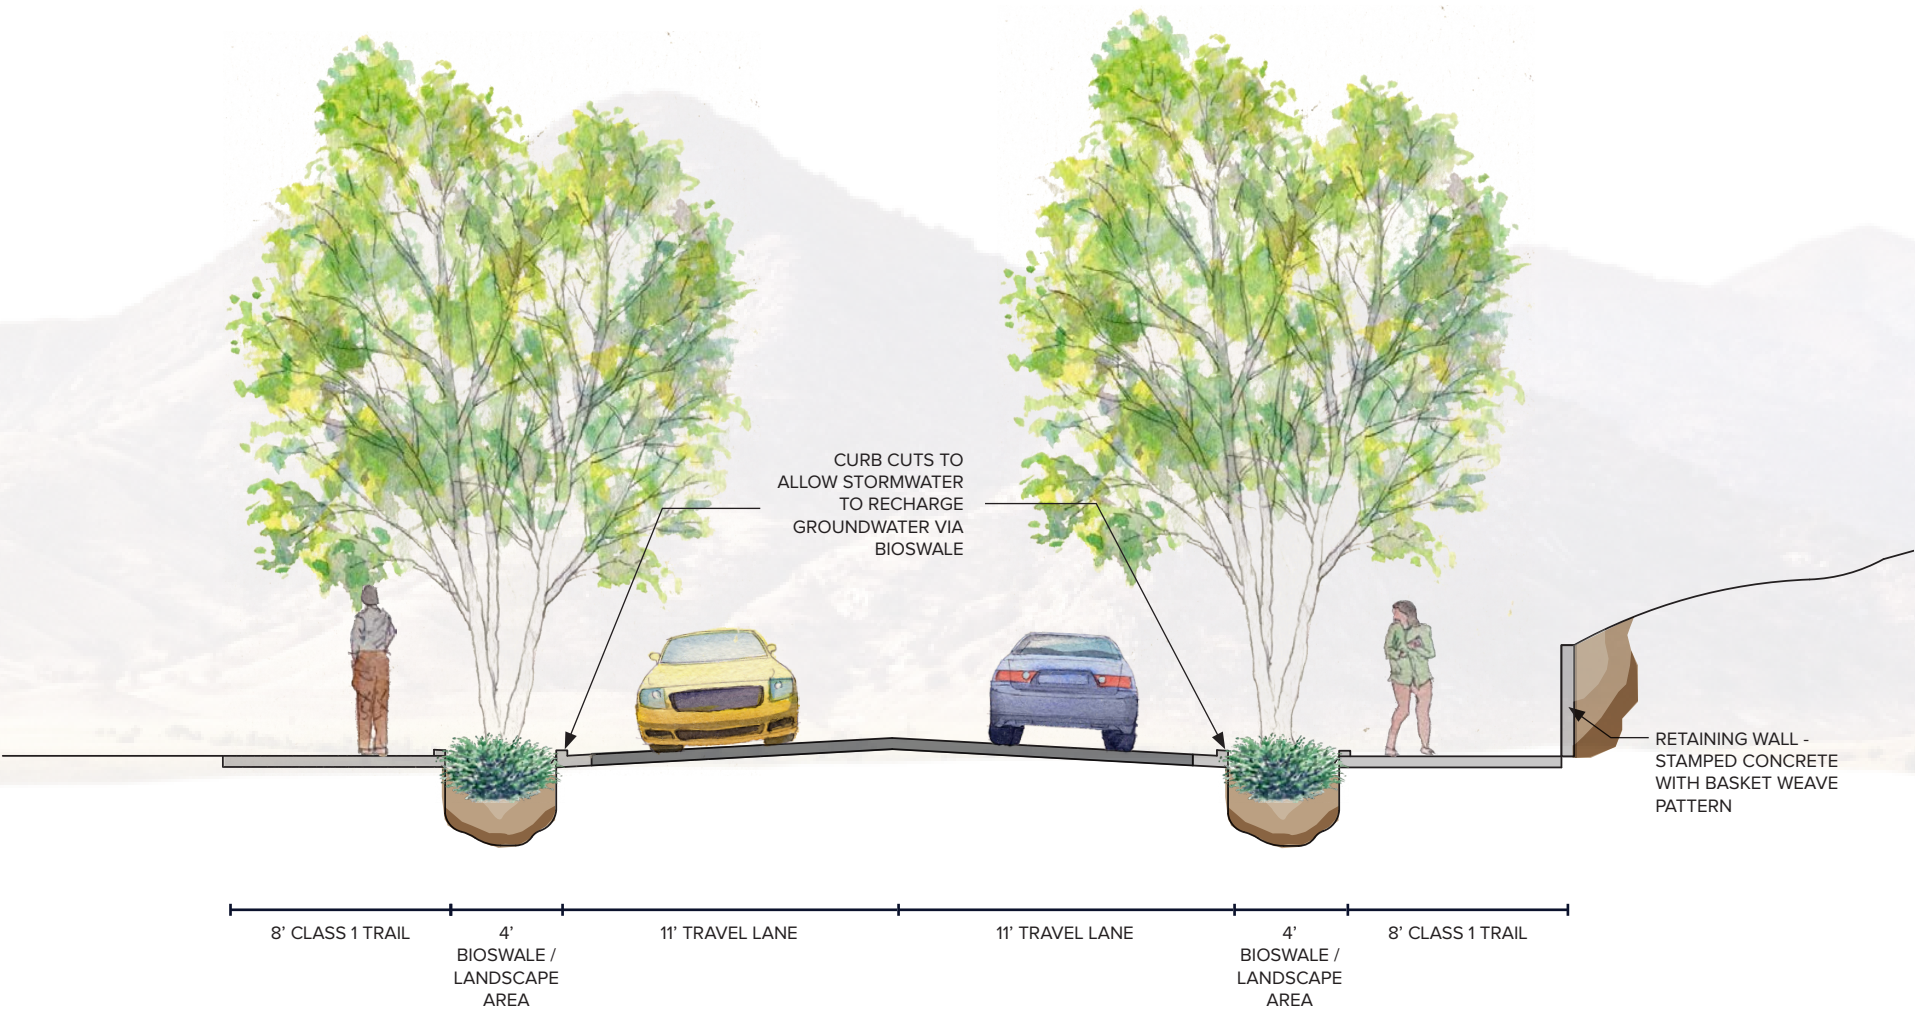 CURB CUTS TO
ALLOW STORMWATER
TO RECHARGE
GROUNDWATER VIA
BIOSWALE
RETAINING WALL -
STAMPED CONCRETE
WITH BASKET WEAVE
PATTERN
8’ CLASS 1 TRAIL
4’
BIOSWALE /
LANDSCAPE
AREA
11’ TRAVEL LANE
11’ TRAVEL LANE
4’
BIOSWALE /
LANDSCAPE
AREA
8’ CLASS 1 TRAIL